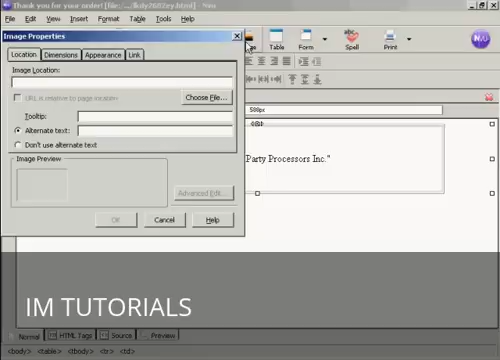 Thank you for your order!
File Edit View Insert Format Table Tools Help
Image Properties
Table Form Spell Print
Location Dimensions Appearance Link
Image Location:
500px
URL is relative to page location
Choose File...
Tooltip:
Alternate text:
Don't use alternate text
Image Preview
Party Processors Inc."
Advanced Edit...
OK Cancel Help
IM TUTORIALS
Normal HTML Tags Source Preview
<body> <table> <tbody> <tr> <td>